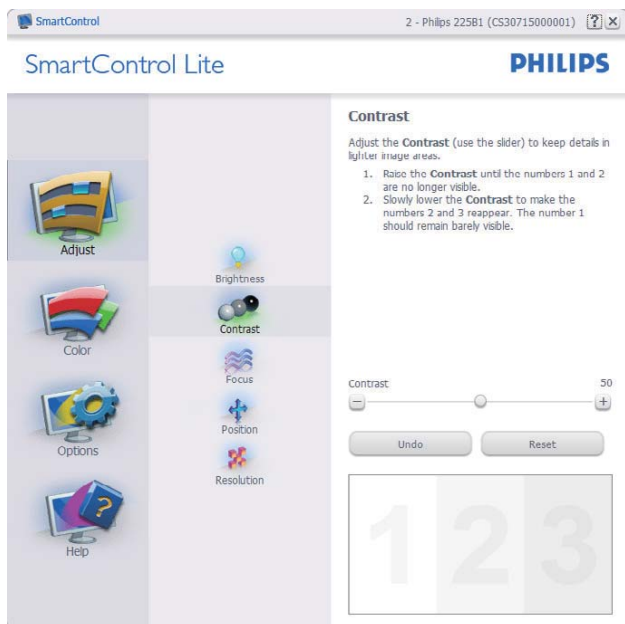 SmartControl
2 - Philips 225B1 (CS30715000001)
SmartControl Lite
PHILIPS
Adjust
Color
Options
Help
Brightness
Contrast
Focus
Position
Resolution
Contrast
Adjust the Contrast (use the slider) to keep details in
lighter image areas.
1. Raise the Contrast until the numbers 1 and 2
are no longer visible.
2. Slowly lower the Contrast to make the
numbers 2 and 3 reappear. The number 1
should remain barely visible.
Contrast 50
Undo
Reset
1 2 3